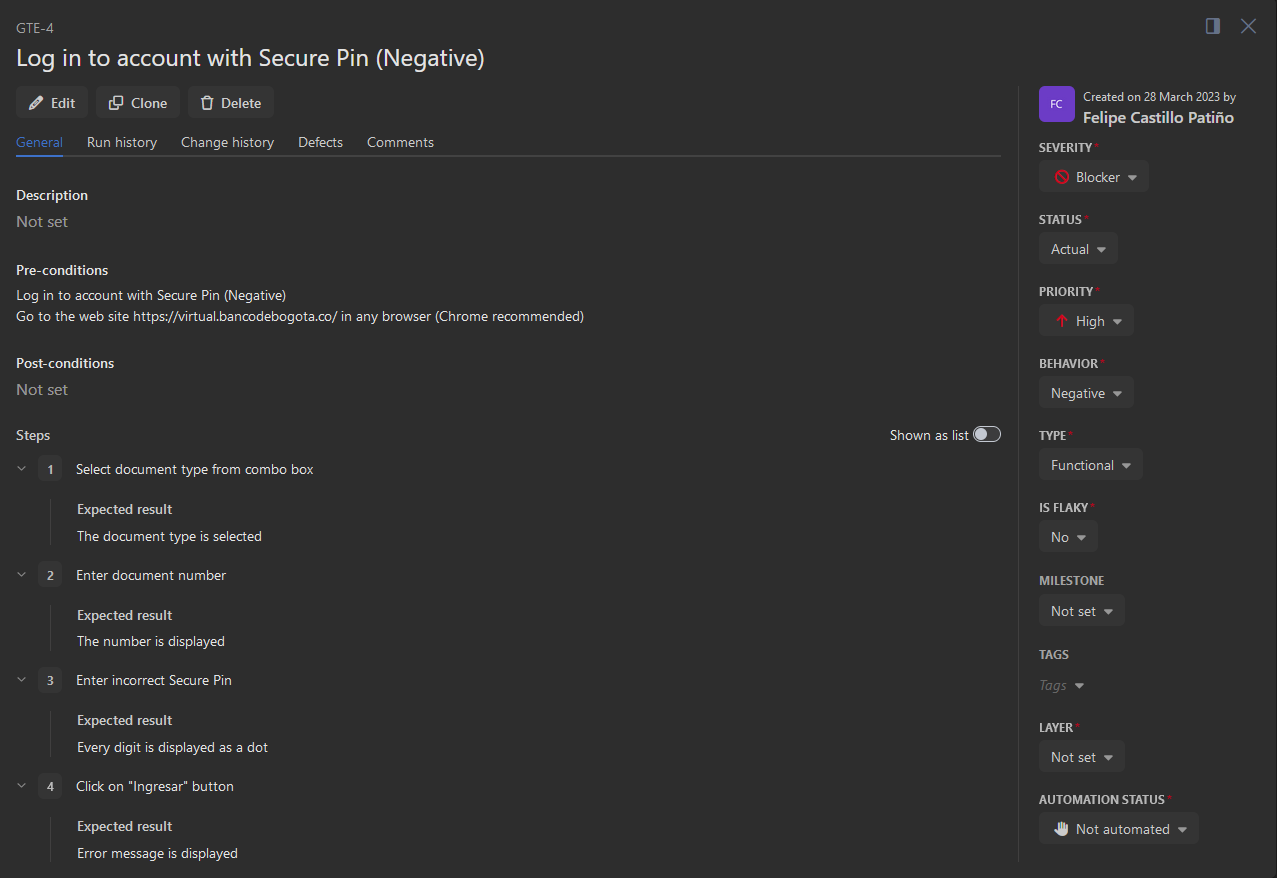 GTE-4
Log in to account with Secure Pin (Negative)
Edit
Clone
Delete
General
Run history
Change history
Defects
Comments
Description
Not set
Pre-conditions
Log in to account with Secure Pin (Negative)
Go to the web site https://virtual.bancodebogota.co/ in any browser (Chrome recommended)
Post-conditions
Not set
Steps
Shown as list
1
Select document type from combo box
Expected result
The document type is selected
2
Enter document number
Expected result
The number is displayed
3
Enter incorrect Secure Pin
Expected result
Every digit is displayed as a dot
4
Click on "Ingresar" button
Expected result
Error message is displayed
FC
Created on 28 March 2023 by
Felipe Castillo Patiño
SEVERITY*
Blocker
STATUS*
Actual
PRIORITY*
High
BEHAVIOR*
Negative
TYPE*
Functional
IS FLAKY*
No
MILESTONE
Not set
TAGS
Tags
LAYER*
Not set
AUTOMATION STATUS*
Not automated